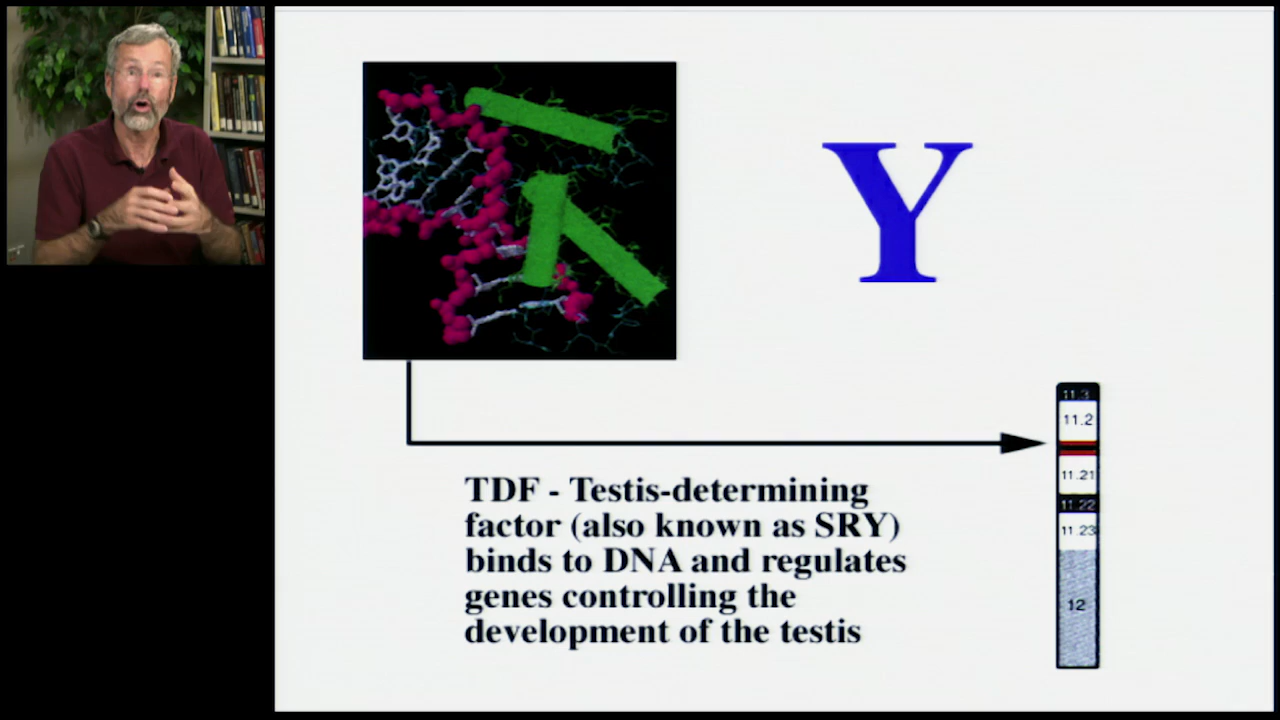 Y
11.3
11.2
11.21
11.22
11.23
12
TDF - Testis-determining
factor (also known as SRY)
binds to DNA and regulates
genes controlling the
development of the testis